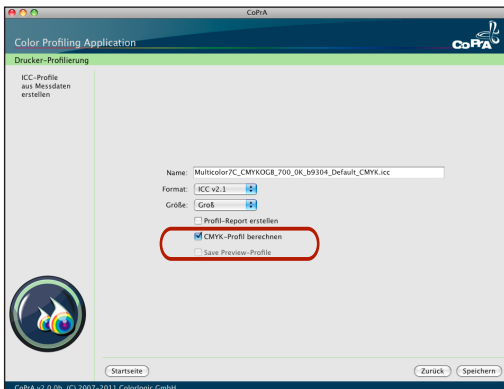 CoPrA
Color Profiling Application
CoPrA
Drucker-Profilierung
ICC-Profile
aus Messdaten
erstellen
Name: Multicolor7C_CMYKOGB_700_0K_b9304_Default_CMYK.icc
Format: ICC v2.1
Größe: Groß
Profil-Report erstellen
CMYK-Profil berechnen
Save Preview-Profile
Startseite Zurück Speichern
CoPrA v2.0.0b, (C) 2007-2011 Colorlogic GmbH